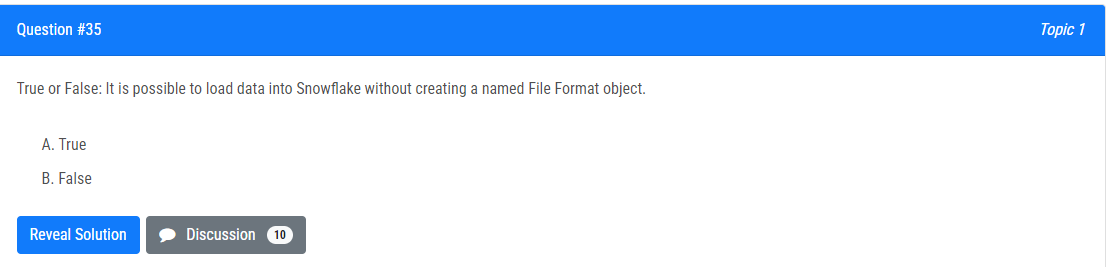 Question #35
Topic 1
True or False: It is possible to load data into Snowflake without creating a named File Format object.
A. True
B. False
Reveal Solution
Discussion 10